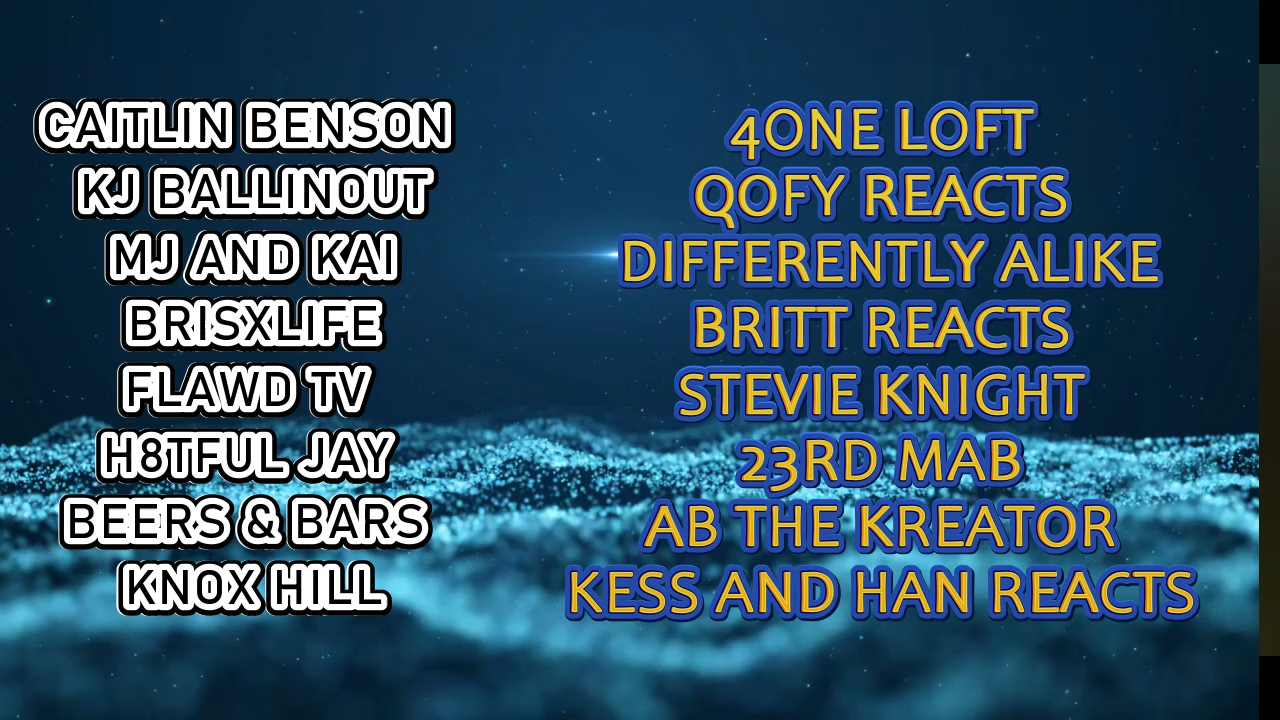 CAITLIN BENSON
KJ BALLINOUT
MJ AND KAI
BRISXLIFE
FLAWD TV
H8TFUL JAY
BEERS & BARS
KNOX HILL
4ONE LOFT
QOFY REACTS
DIFFERENTLY ALIKE
BRITT REACTS
STEVIE KNIGHT
23RD MAB
AB THE KREATOR
KESS AND HAN REACTS